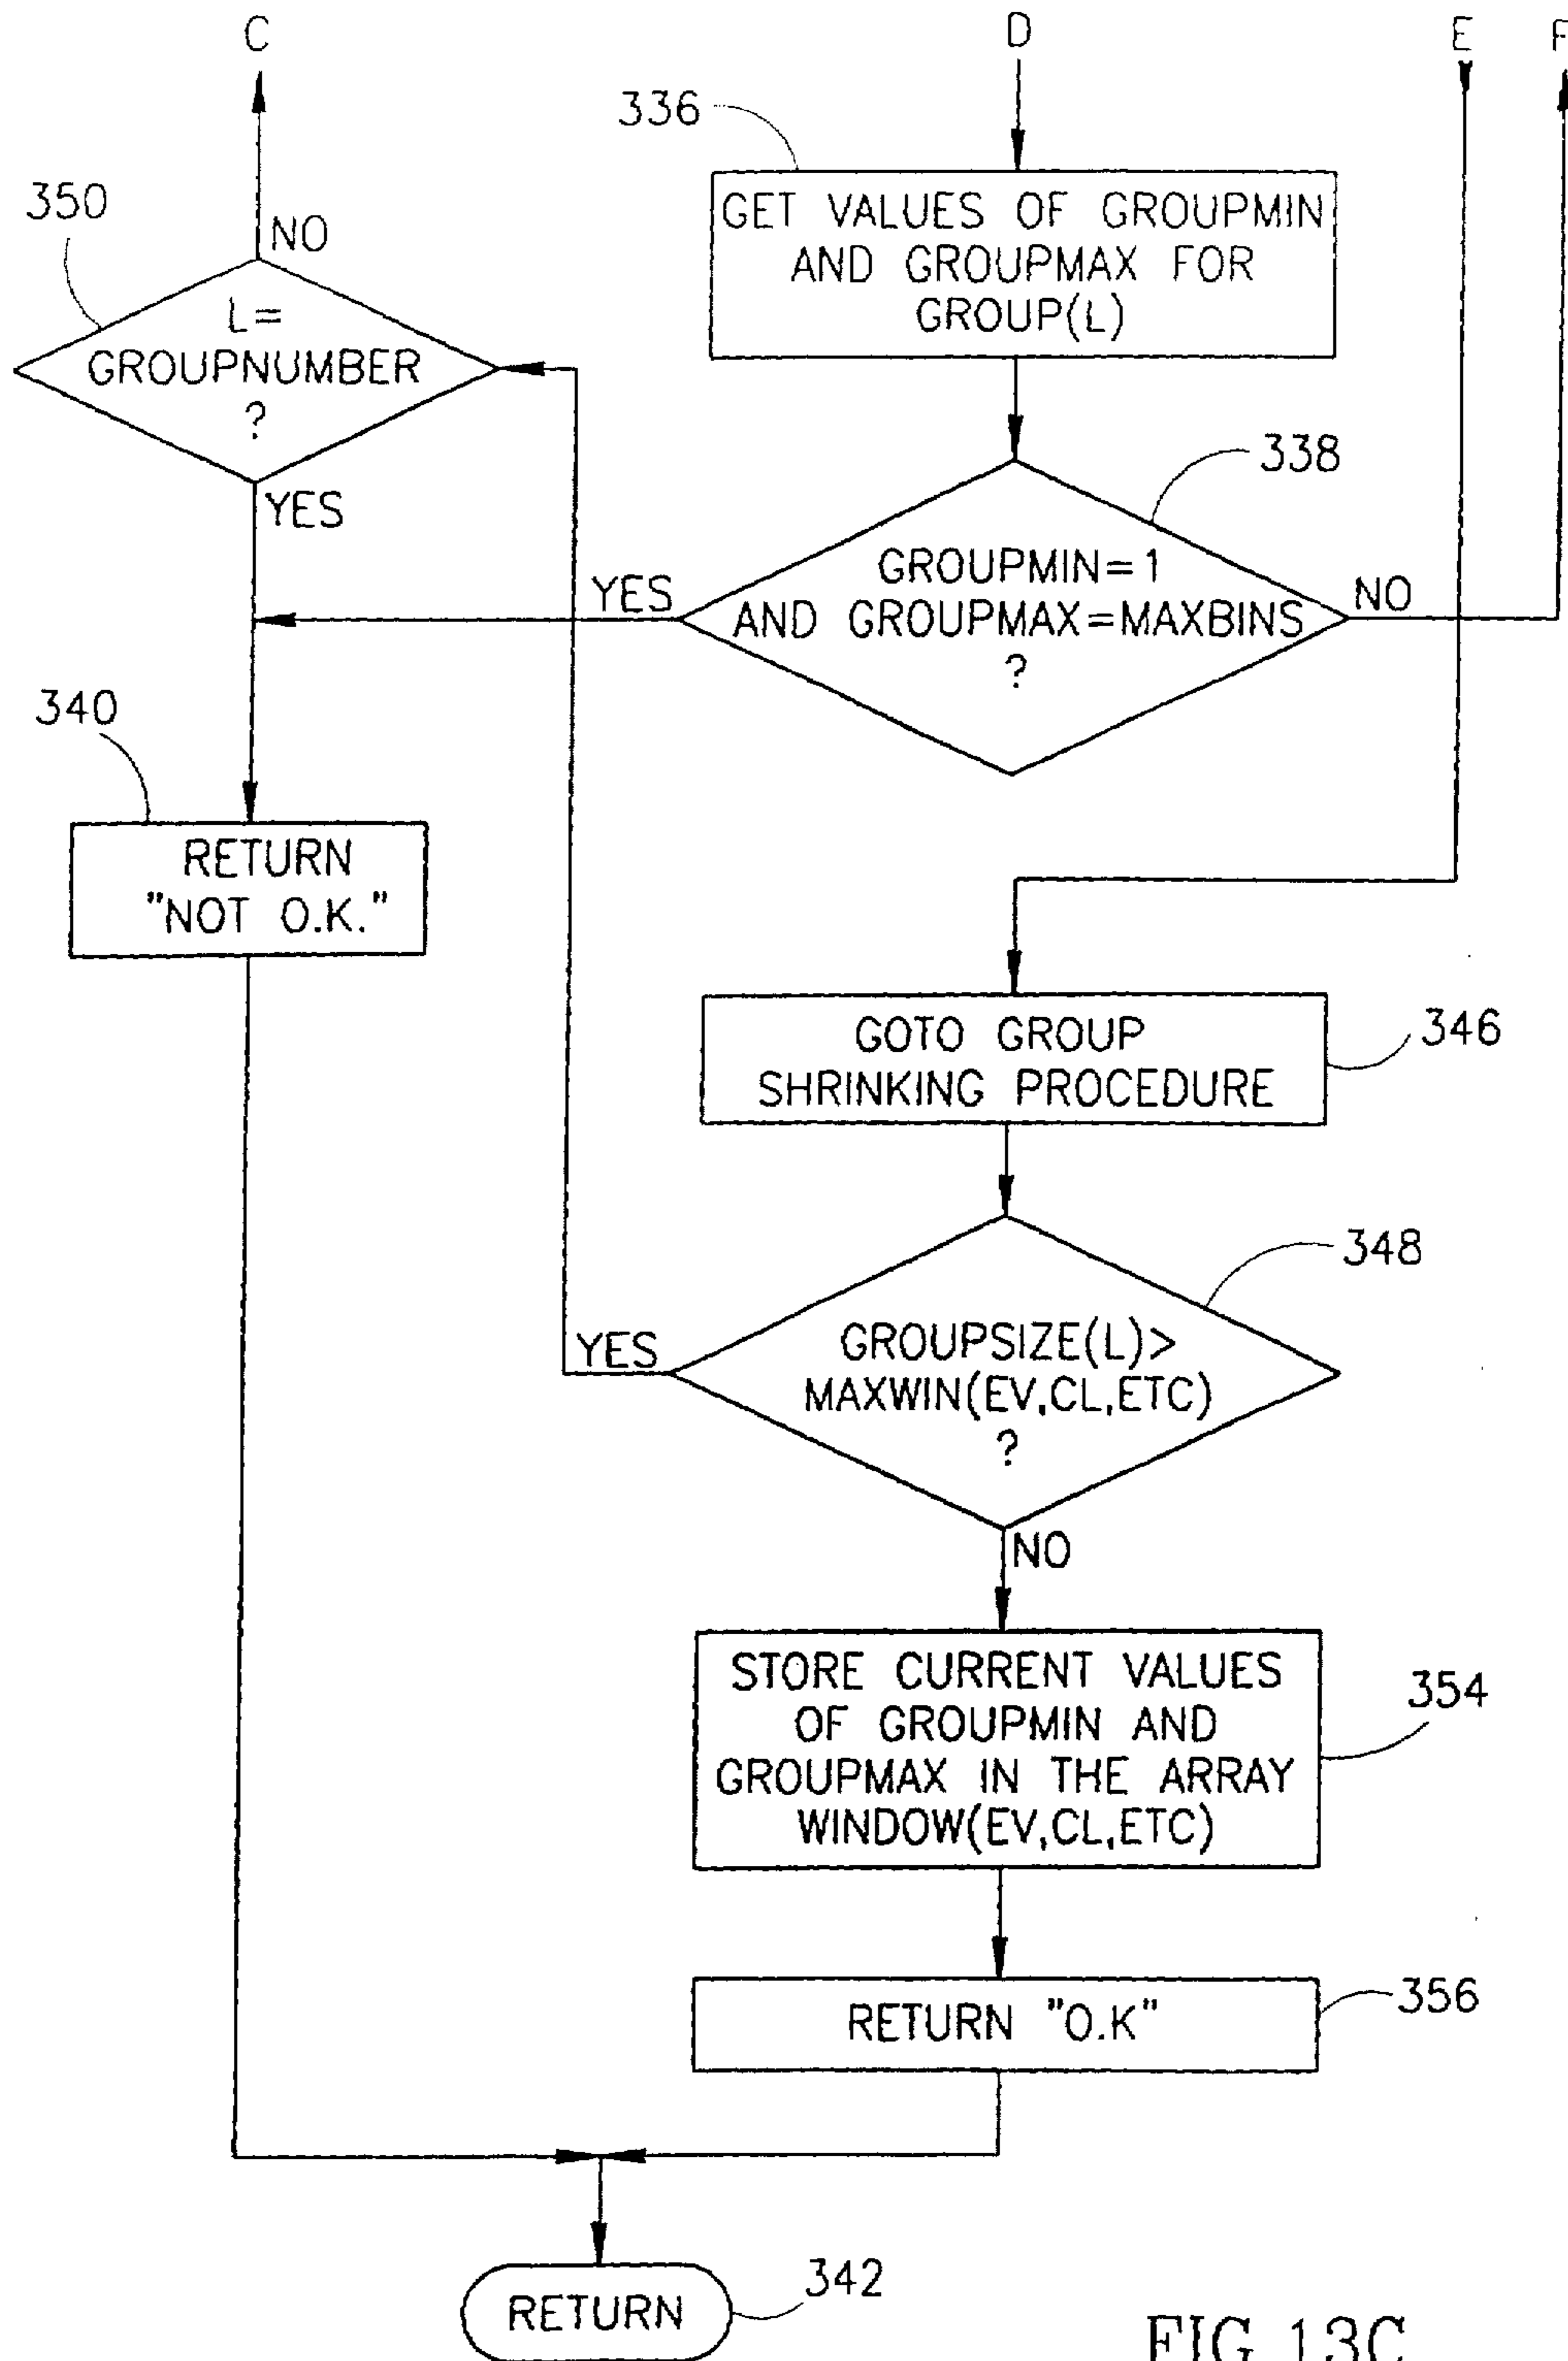 C
D
E
F
336
GET VALUES OF GROUPMIN
AND GROUPMAX FOR
GROUP(L)
350
NO
L=
GROUPNUMBER
?
YES
338
GROUPMIN=1
AND GROUPMAX=MAXBINS
?
YES
NO
340
RETURN
"NOT O.K."
346
GOTO GROUP
SHRINKING PROCEDURE
348
GROUPSIZE(L)>
MAXWIN(EV,CL,ETC)
?
YES
NO
354
STORE CURRENT VALUES
OF GROUPMIN AND
GROUPMAX IN THE ARRAY
WINDOW(EV,CL,ETC)
356
RETURN "O.K"
342
RETURN
FIG.13C